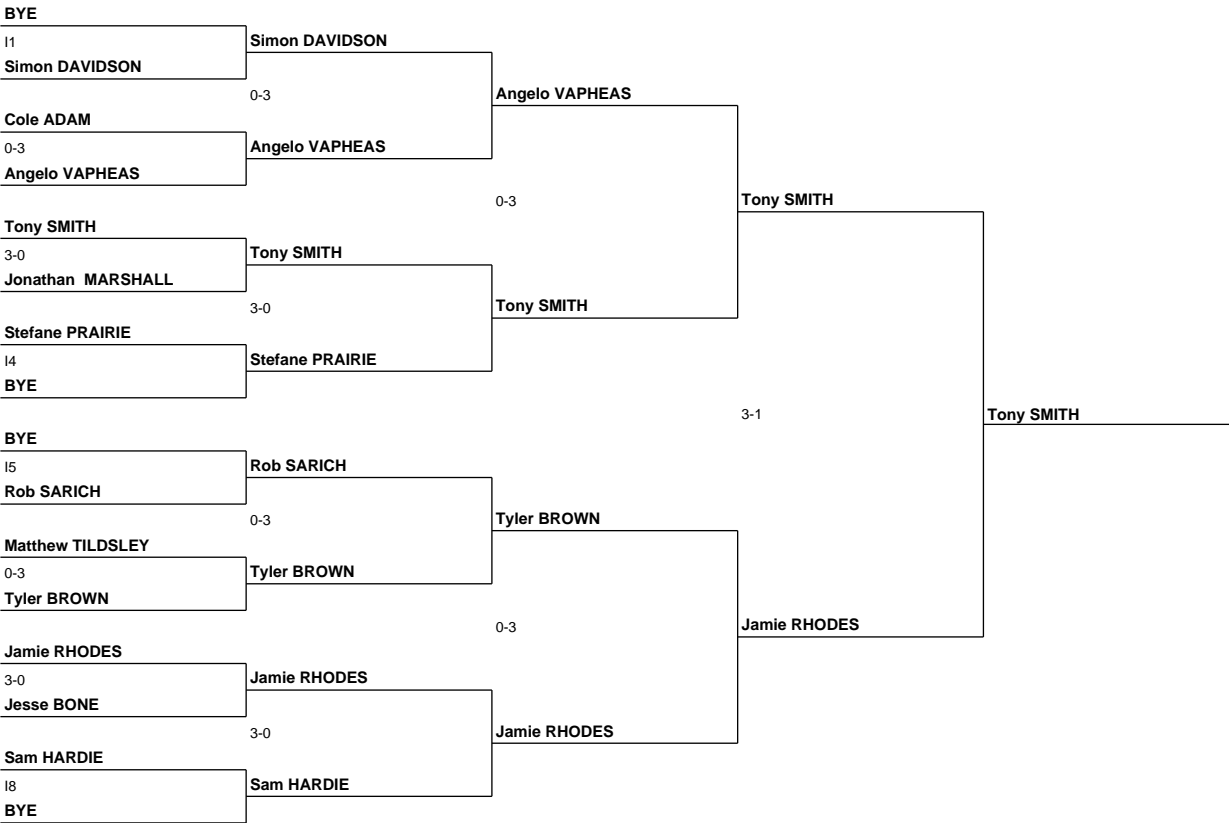 BYE
I1
Simon DAVIDSON
Simon DAVIDSON
0-3
Angelo VAPHEAS
Cole ADAM
0-3
Angelo VAPHEAS
Angelo VAPHEAS
0-3
Tony SMITH
Tony SMITH
3-0
Jonathan  MARSHALL
Tony SMITH
3-0
Tony SMITH
Stefane PRAIRIE
I4
BYE
Stefane PRAIRIE
3-1
Tony SMITH
BYE
I5
Rob SARICH
Rob SARICH
0-3
Tyler BROWN
Matthew TILDSLEY
0-3
Tyler BROWN
Tyler BROWN
0-3
Jamie RHODES
Jamie RHODES
3-0
Jesse BONE
Jamie RHODES
3-0
Jamie RHODES
Sam HARDIE
I8
BYE
Sam HARDIE